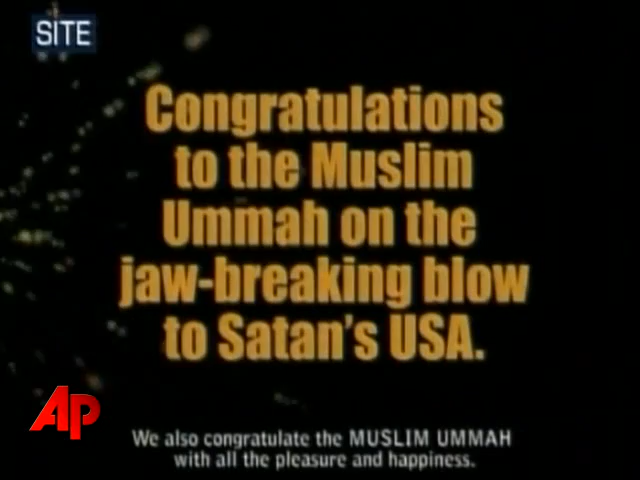 SITE
Congratulations
to the Muslim
Ummah on the
jaw-breaking blow
to Satan's USA.
AP
We also congratulate the MUSLIM UMMAH
with all the pleasure and happiness.